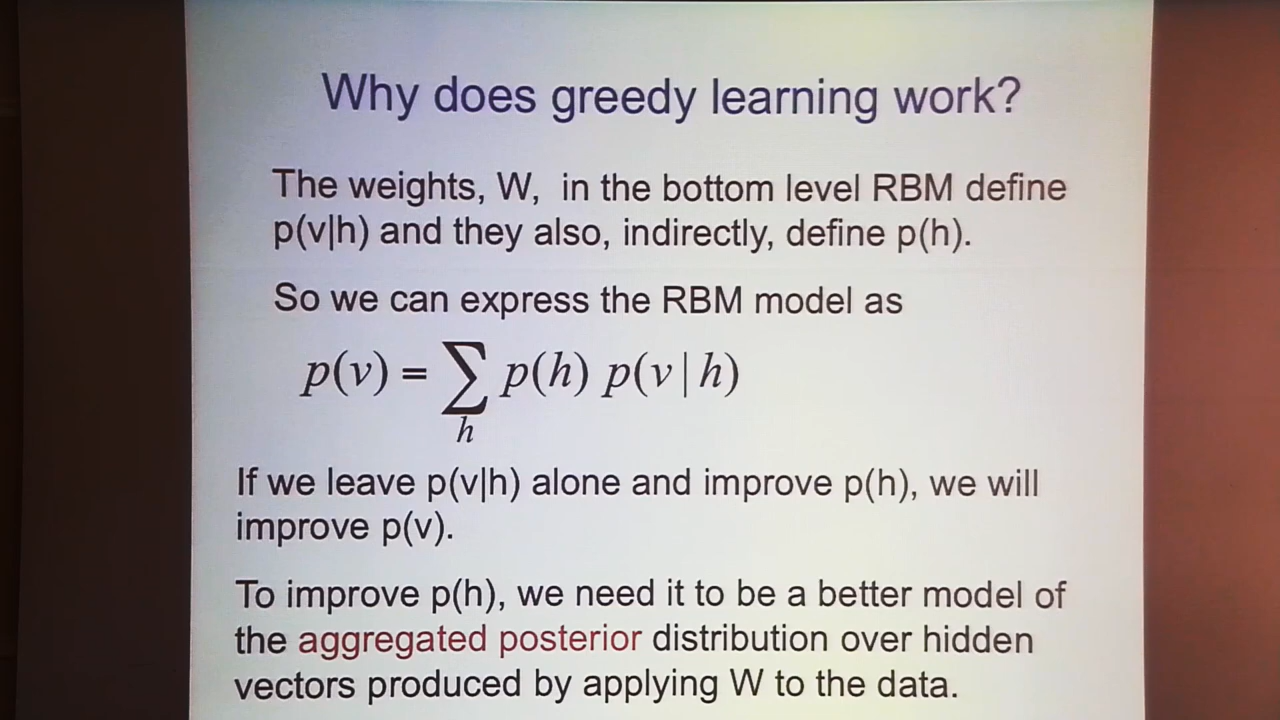 Why does greedy learning work?
The weights, W, in the bottom level RBM define
p(v|h) and they also, indirectly, define p(h).
So we can express the RBM model as
p(v) = ∑ p(h) p(v | h)
h
If we leave p(v|h) alone and improve p(h), we will
improve p(v).
To improve p(h), we need it to be a better model of
the aggregated posterior distribution over hidden
vectors produced by applying W to the data.